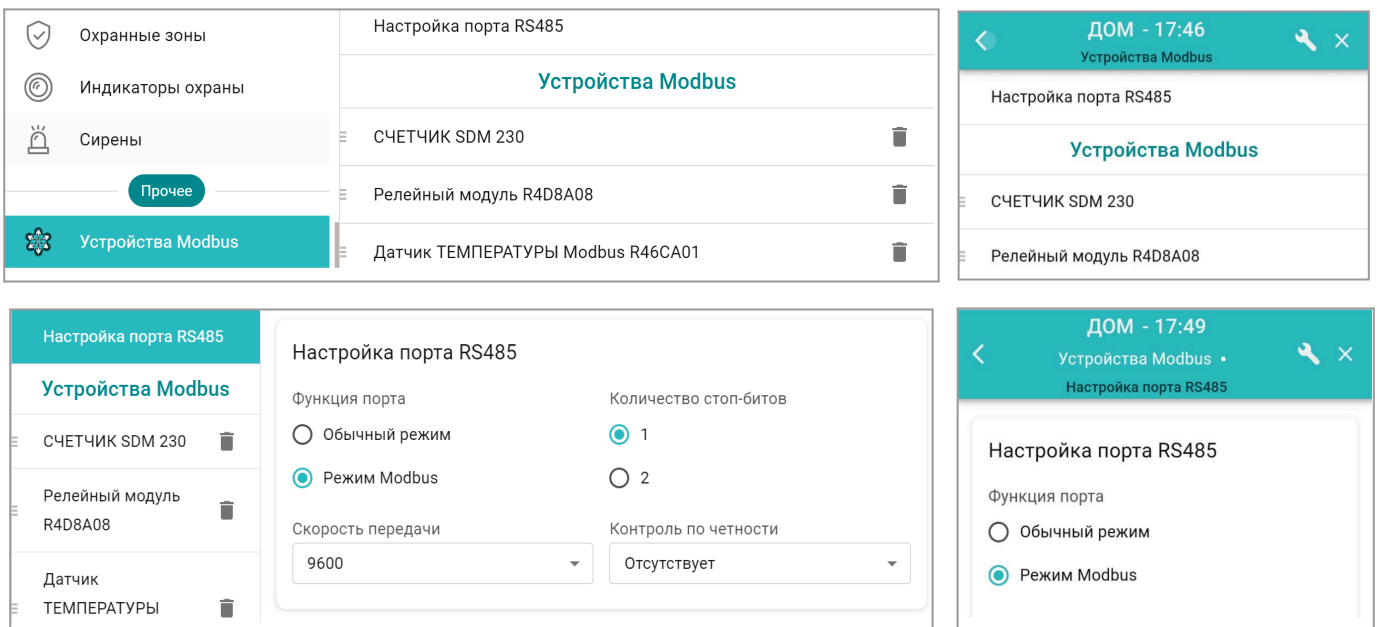 Охранные зоны
Индикаторы охраны
Сирены
Прочее
Устройства Modbus
Настройка порта RS485
Устройства Modbus
СЧЕТЧИК SDM 230
Релейный модуль R4D8A08
Датчик ТЕМПЕРАТУРЫ Modbus R46CA01
ДОМ - 17:46
Устройства Modbus
Настройка порта RS485
Устройства Modbus
СЧЕТЧИК SDM 230
Релейный модуль R4D8A08
Настройка порта RS485
Устройства Modbus
СЧЕТЧИК SDM 230
Релейный модуль
R4D8A08
Датчик
ТЕМПЕРАТУРЫ
Настройка порта RS485
Функция порта
Обычный режим
Режим Modbus
Количество стоп-битов
1
2
Скорость передачи
9600
Контроль по четности
Отсутствует
ДОМ - 17:49
Устройства Modbus •
Настройка порта RS485
Настройка порта RS485
Функция порта
Обычный режим
Режим Modbus